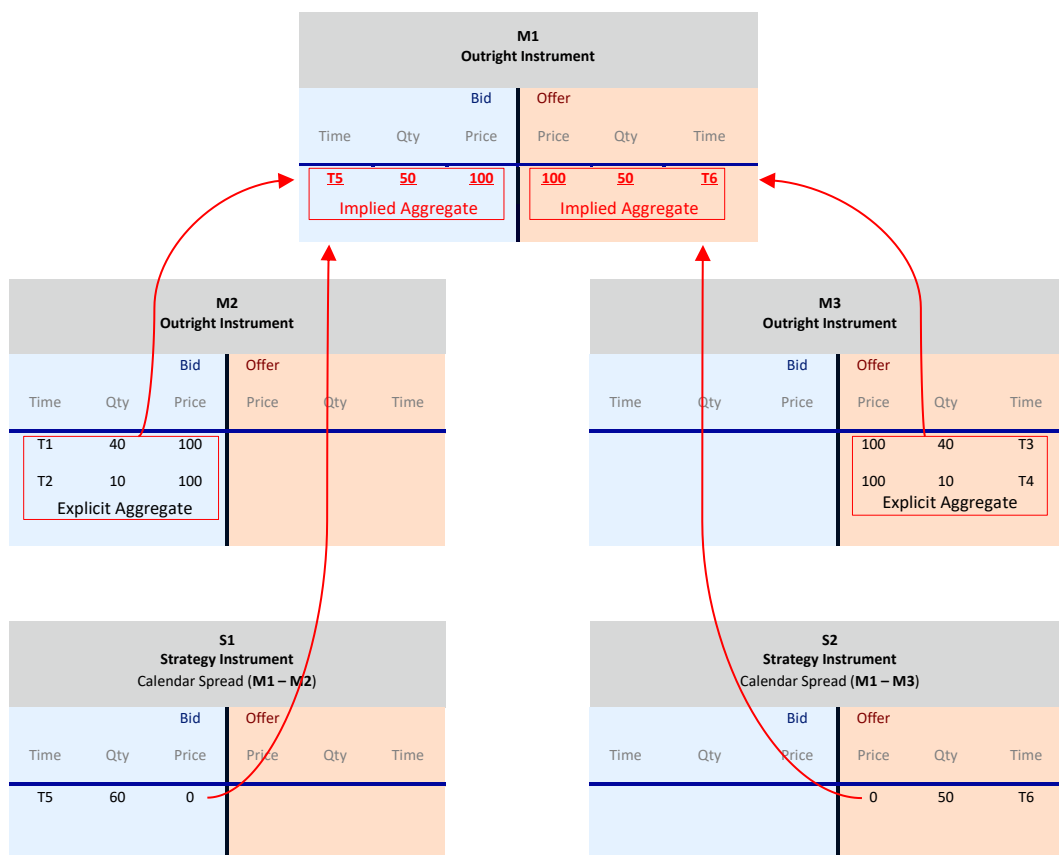 M1
Outright Instrument
Bid Offer
Time Qty Price Price Qty Time
T5 50 100 100 50 T6
Implied Aggregate Implied Aggregate
M2
Outright Instrument
Bid Offer
Time Qty Price Price Qty Time
T1 40 100
T2 10 100
Explicit Aggregate
M3
Outright Instrument
Bid Offer
Time Qty Price Price Qty Time
100 40 T3
100 10 T4
Explicit Aggregate
S1
Strategy Instrument
Calendar Spread (M1 – M2)
Bid Offer
Time Qty Price Price Qty Time
T5 60 0
S2
Strategy Instrument
Calendar Spread (M1 – M3)
Bid Offer
Time Qty Price Price Qty Time
0 50 T6